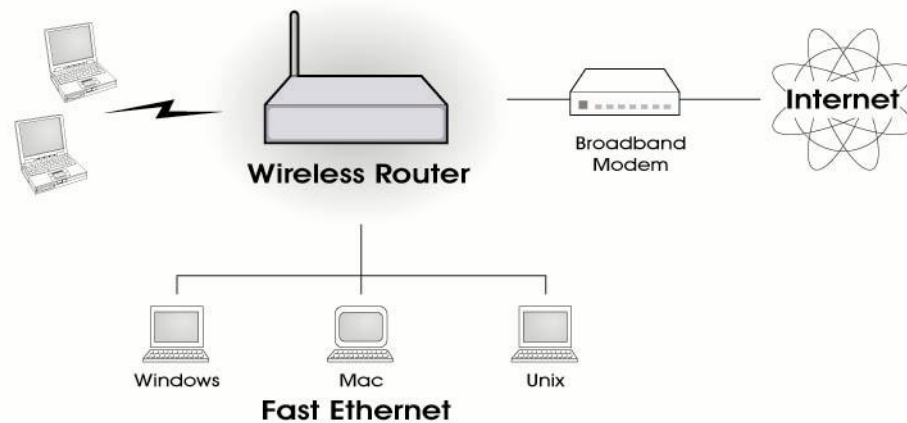 Internet
Broadband
Modem
Wireless Router
Windows
Mac
Unix
Fast Ethernet